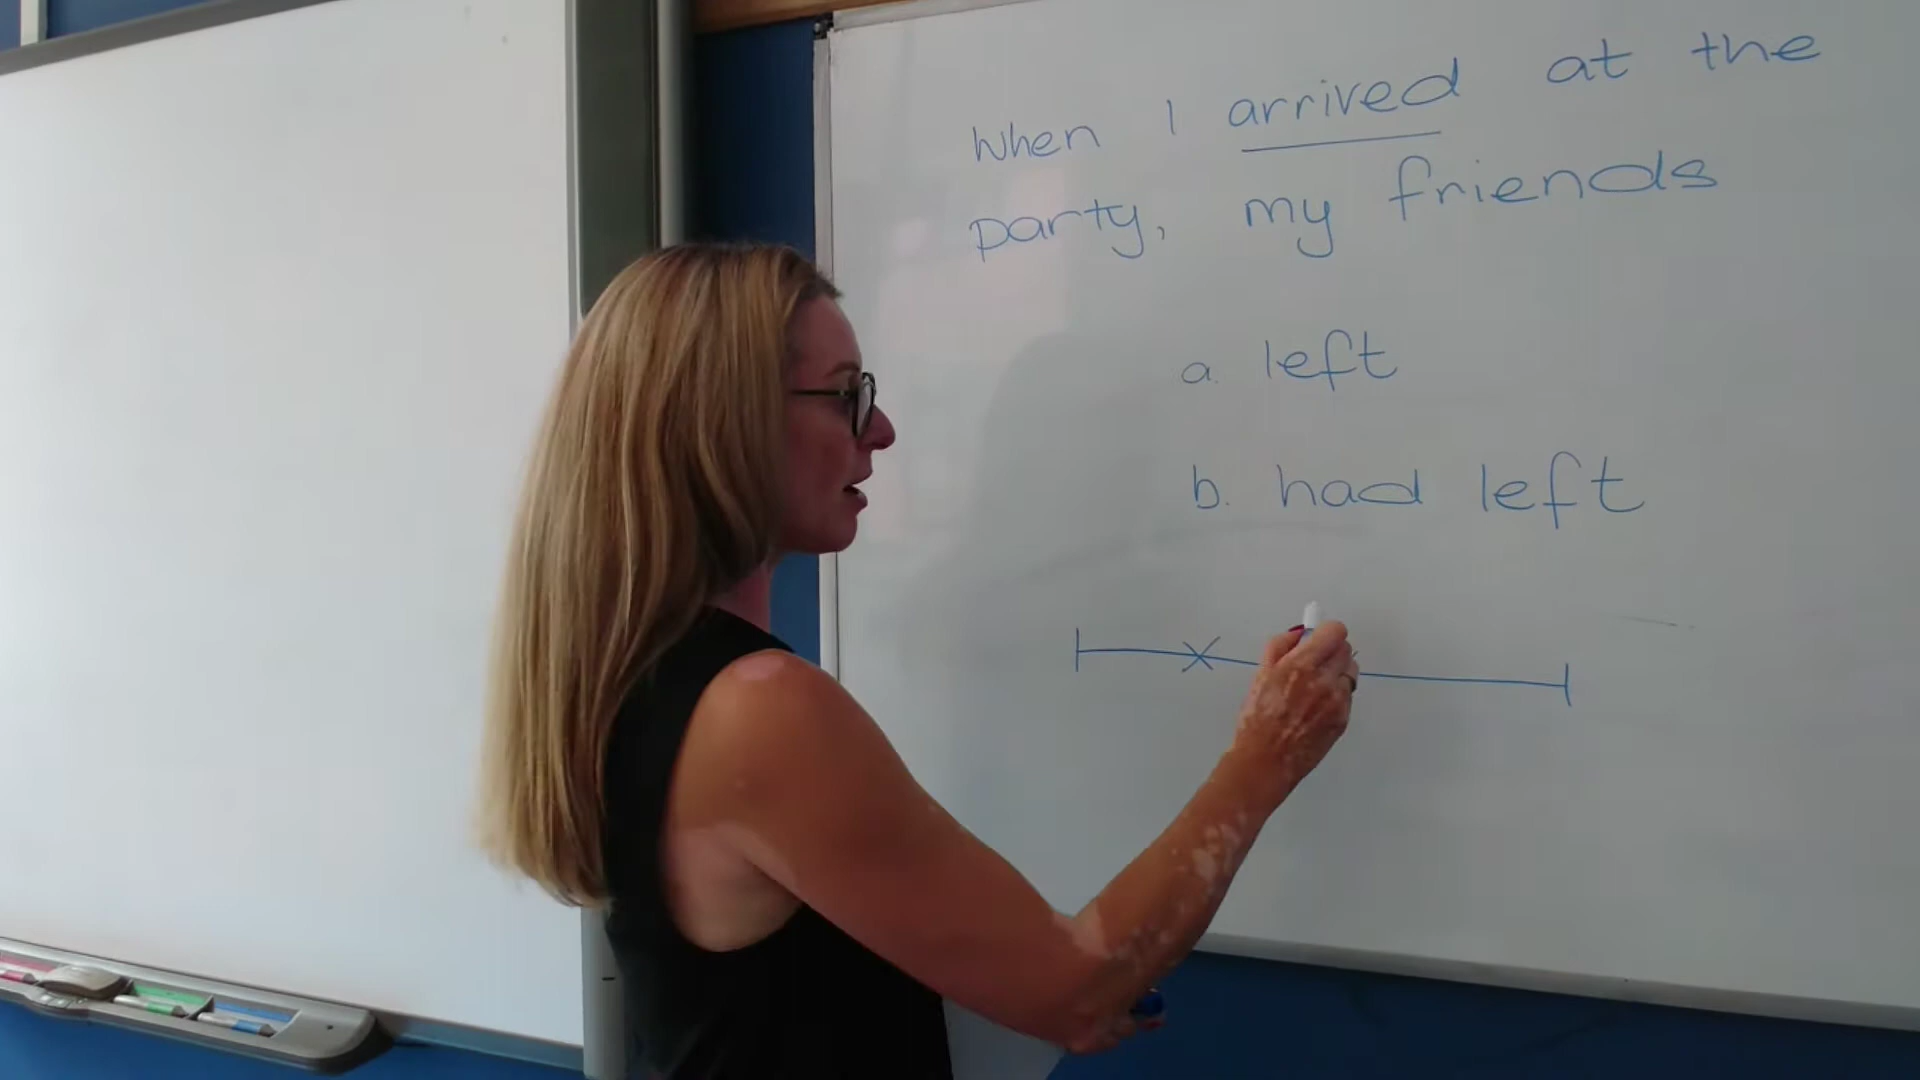 When I arrived at the
party, my friends
a. left
b. had left